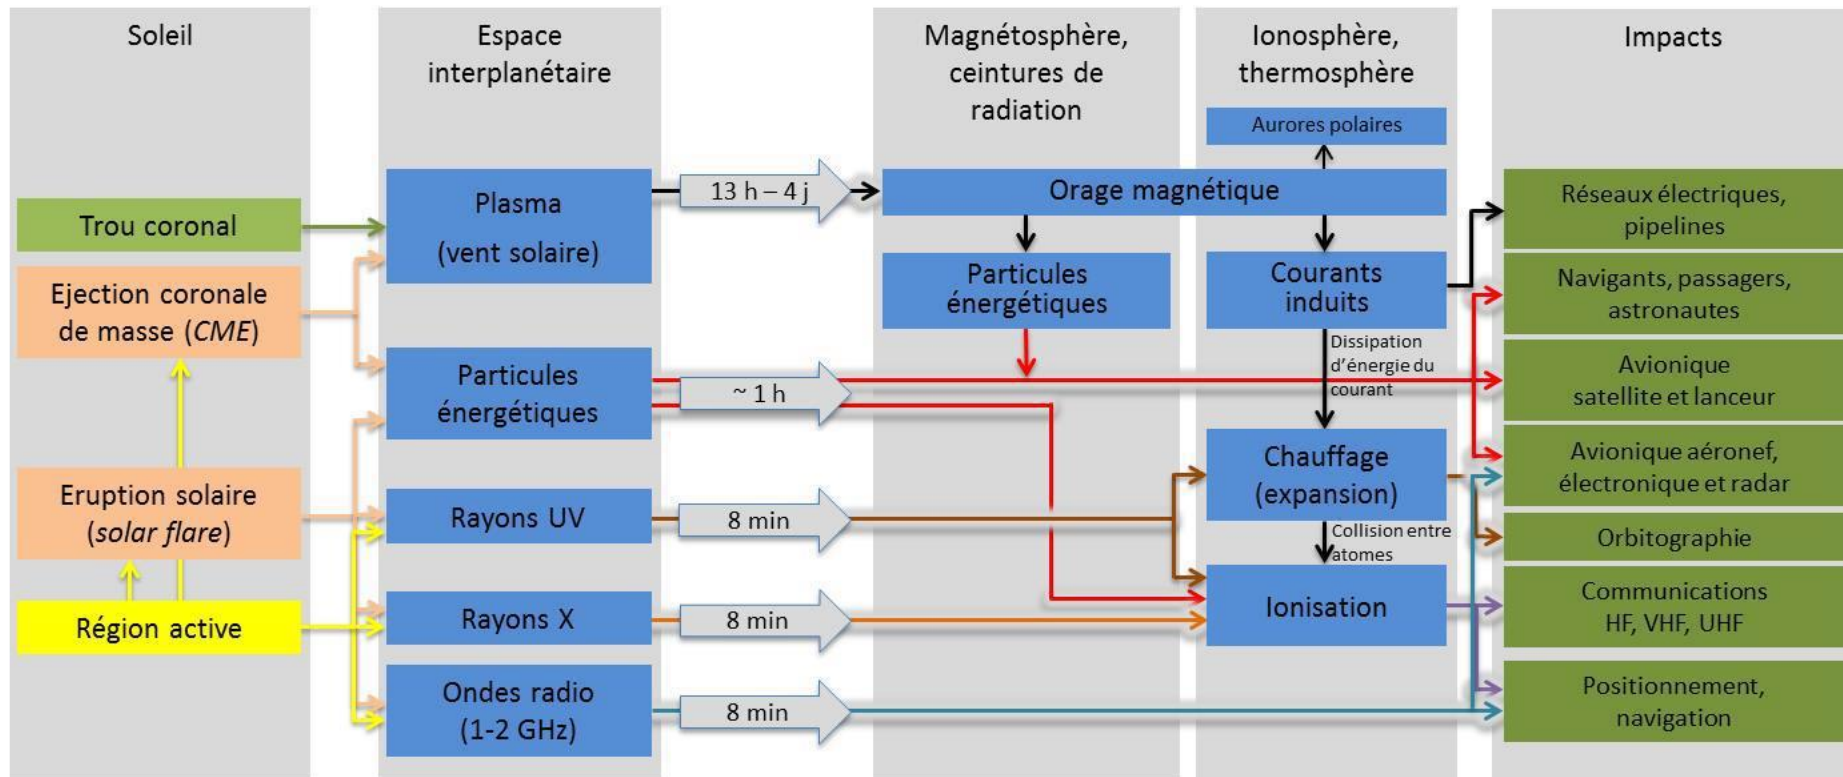 Soleil
Trou coronal
Ejection coronale
de masse (CME)
Eruption solaire
(solar flare)
Région active
Espace
interplanétaire
Plasma
(vent solaire)
Particules
énergétiques
Rayons UV
Rayons X
Ondes radio
(1-2 GHz)
13 h – 4 j
~ 1 h
8 min
8 min
8 min
Magnétosphère,
ceintures de
radiation
Orage magnétique
Particules
énergétiques
Ionosphère,
thermosphère
Aurores polaires
Courants
induits
Dissipation
d'énergie du
courant
Chauffage
(expansion)
Collision entre
atomes
Ionisation
Impacts
Réseaux électriques,
pipelines
Navigants, passagers,
astronautes
Avionique
satellite et lanceur
Avionique aéronef,
électronique et radar
Orbitographie
Communications
HF, VHF, UHF
Positionnement,
navigation